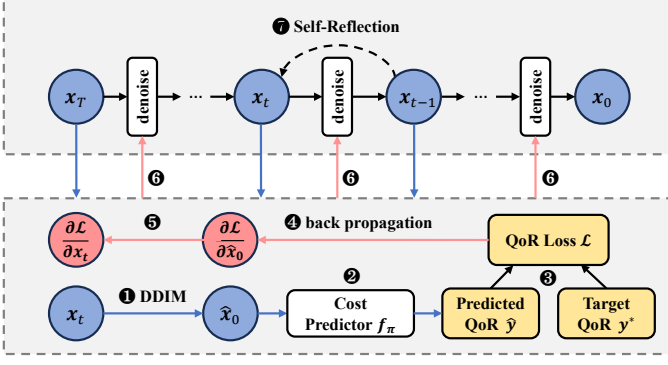 ❼ Self-Reflection
x_T
denoise
...
x_t
denoise
x_{t−1}
...
denoise
x_0
❻
❻
❻
∂ℒ/∂x_t
❺
∂ℒ/∂x̂_0
❹ back propagation
QoR Loss ℒ
❶ DDIM
❷
❸
x_t
x̂_0
Cost
Predictor f_π
Predicted
QoR ŷ
Target
QoR y*